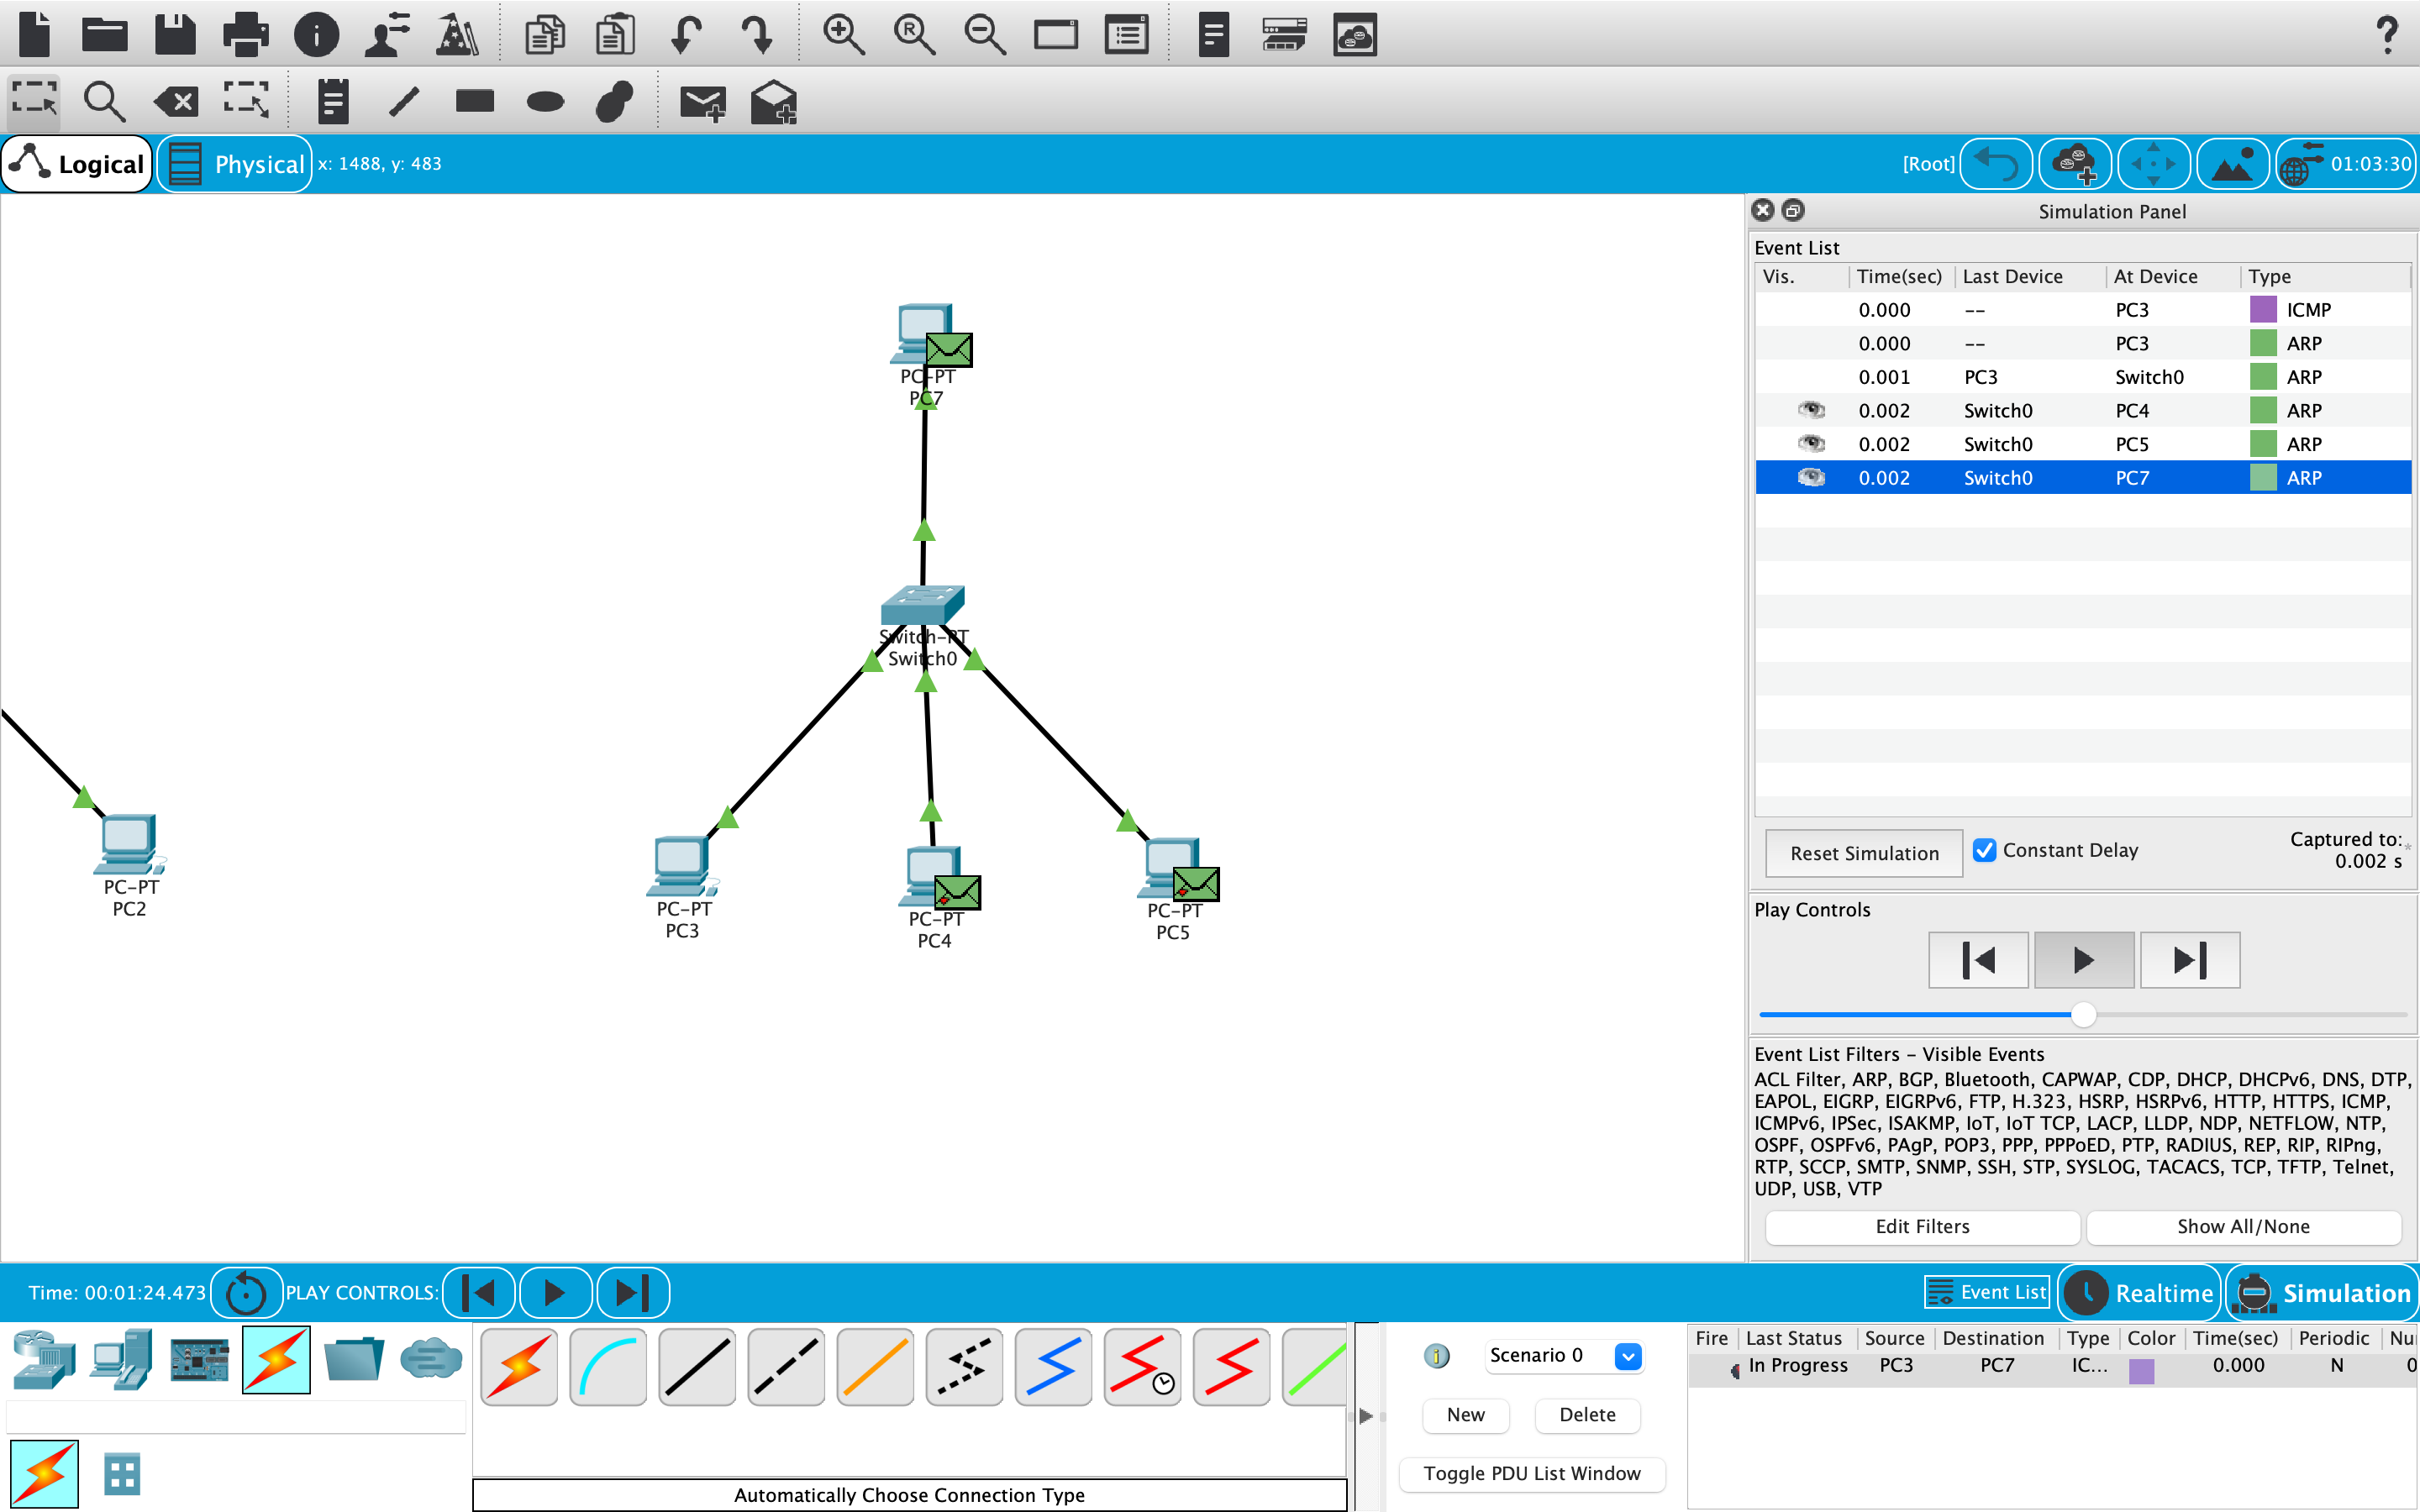 Logical
Physical
x: 1488, y: 483
[Root]
01:03:30
Simulation Panel
Event List
Vis. Time(sec) Last Device At Device Type
0.000 -- PC3 ICMP
0.000 -- PC3 ARP
0.001 PC3 Switch0 ARP
0.002 Switch0 PC4 ARP
0.002 Switch0 PC5 ARP
0.002 Switch0 PC7 ARP
PC-PT
PC7
Switch-PT
Switch0
PC-PT
PC2
PC-PT
PC3
PC-PT
PC4
PC-PT
PC5
Reset Simulation
Constant Delay
Captured to:*
0.002 s
Play Controls
Event List Filters - Visible Events
ACL Filter, ARP, BGP, Bluetooth, CAPWAP, CDP, DHCP, DHCPv6, DNS, DTP,
EAPOL, EIGRP, EIGRPv6, FTP, H.323, HSRP, HSRPv6, HTTP, HTTPS, ICMP,
ICMPv6, IPSec, ISAKMP, IoT, IoT TCP, LACP, LLDP, NDP, NETFLOW, NTP,
OSPF, OSPFv6, PAgP, POP3, PPP, PPPoED, PTP, RADIUS, REP, RIP, RIPng,
RTP, SCCP, SMTP, SNMP, SSH, STP, SYSLOG, TACACS, TCP, TFTP, Telnet,
UDP, USB, VTP
Edit Filters
Show All/None
Time: 00:01:24.473
PLAY CONTROLS:
Event List
Realtime
Simulation
Scenario 0
New
Delete
Toggle PDU List Window
Automatically Choose Connection Type
Fire Last Status Source Destination Type Color Time(sec) Periodic Nu
In Progress PC3 PC7 IC... 0.000 N 0